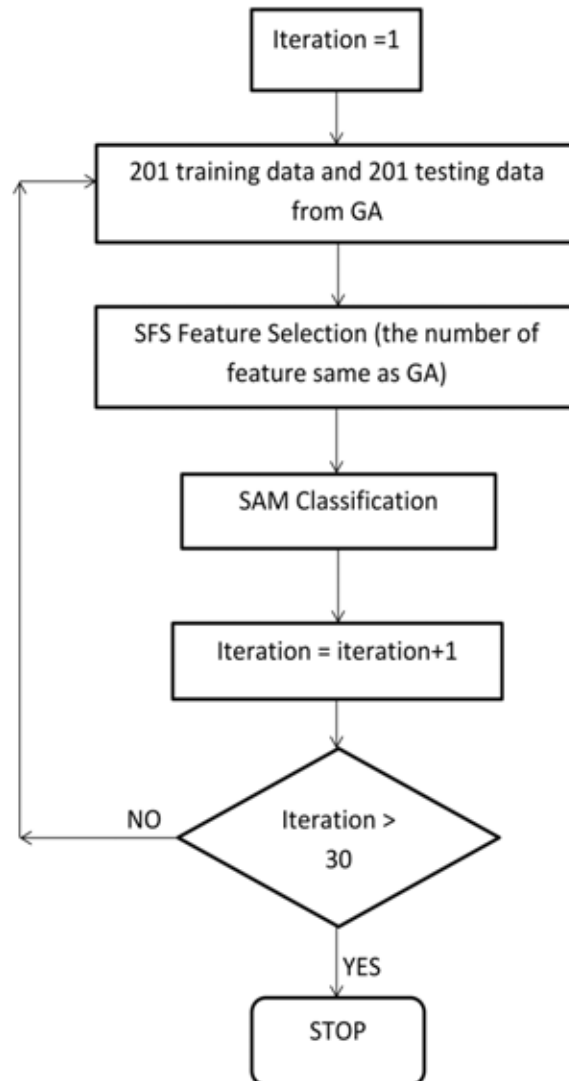 Iteration =1
201 training data and 201 testing data
from GA
SFS Feature Selection (the number of
feature same as GA)
SAM Classification
Iteration = iteration+1
NO
Iteration >
30
YES
STOP